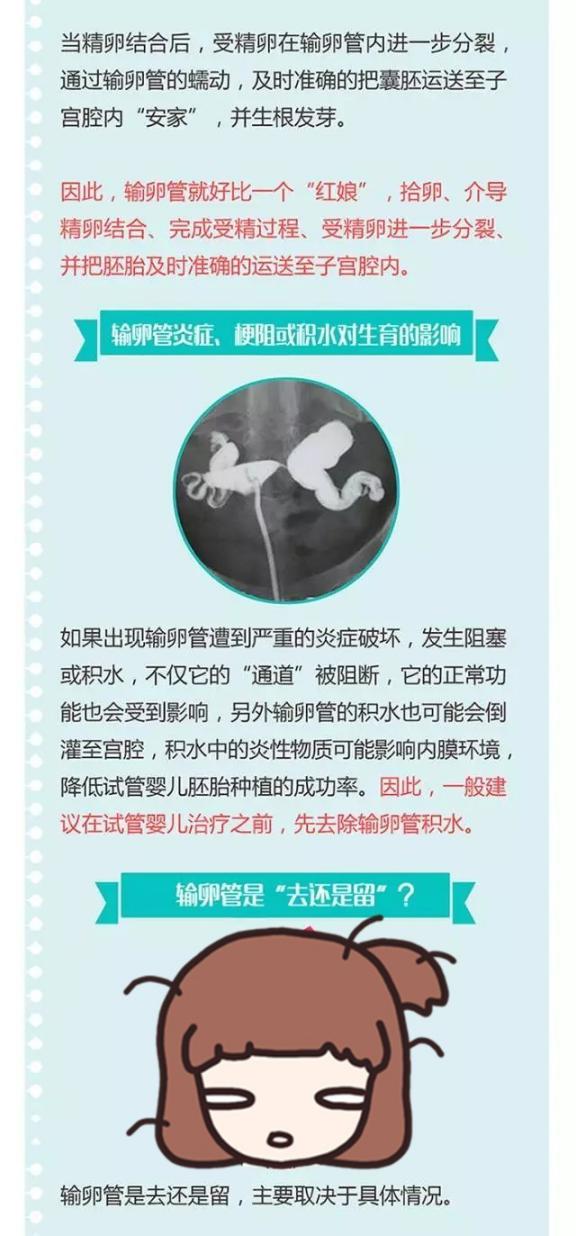 当精卵结合后，受精卵在输卵管内进一步分裂，
通过输卵管的蠕动，及时准确的把囊胚运送至子
宫腔内“安家”，并生根发芽。
因此，输卵管就好比一个“红娘”，拾卵、介导
精卵结合、完成受精过程、受精卵进一步分裂、
并把胚胎及时准确的运送至子宫腔内。
输卵管炎症、梗阻或积水对生育的影响
如果出现输卵管遭到严重的炎症破坏，发生阻塞
或积水，不仅它的“通道”被阻断，它的正常功
能也会受到影响，另外输卵管的积水也可能会倒
灌至宫腔，积水中的炎性物质可能影响内膜环境，
降低试管婴儿胚胎种植的成功率。因此，一般建
议在试管婴儿治疗之前，先去除输卵管积水。
输卵管是“去还是留”？
输卵管是去还是留，主要取决于具体情况。